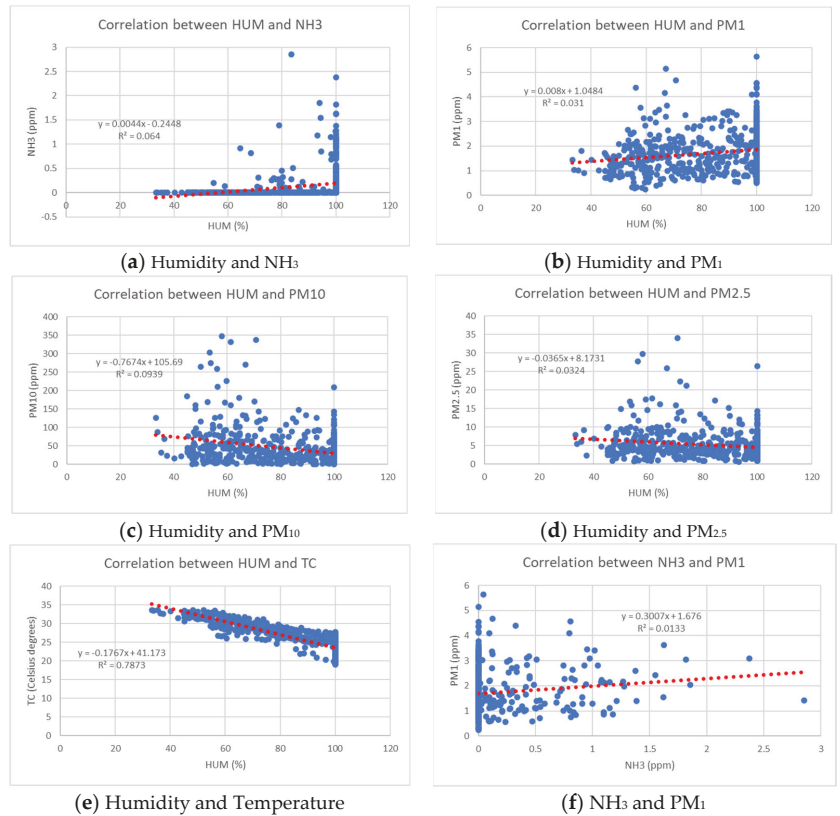 Correlation between HUM and NH3
3
2.5
2
1.5
1
0.5
0
-0.5
NH3 (ppm)
y = 0.0044x - 0.2448
R² = 0.064
0 20 40 60 80 100 120
HUM (%)
(a) Humidity and NH₃
Correlation between HUM and PM1
6
5
4
3
2
1
0
PM1 (ppm)
y = 0.008x + 1.0484
R² = 0.031
0 20 40 60 80 100 120
HUM (%)
(b) Humidity and PM₁
Correlation between HUM and PM10
400
350
300
250
200
150
100
50
0
PM10 (ppm)
y = -0.7674x + 105.69
R² = 0.0939
0 20 40 60 80 100 120
HUM (%)
(c) Humidity and PM₁₀
Correlation between HUM and PM2.5
40
35
30
25
20
15
10
5
0
PM2.5 (ppm)
y = -0.0365x + 8.1731
R² = 0.0324
0 20 40 60 80 100 120
HUM (%)
(d) Humidity and PM₂.₅
Correlation between HUM and TC
40
35
30
25
20
15
10
5
0
TC (Celsius degrees)
y = -0.1767x + 41.173
R² = 0.7873
0 20 40 60 80 100 120
HUM (%)
(e) Humidity and Temperature
Correlation between NH3 and PM1
6
5
4
3
2
1
0
PM1 (ppm)
y = 0.3007x + 1.676
R² = 0.0133
0 0.5 1 1.5 2 2.5 3
NH3 (ppm)
(f) NH₃ and PM₁